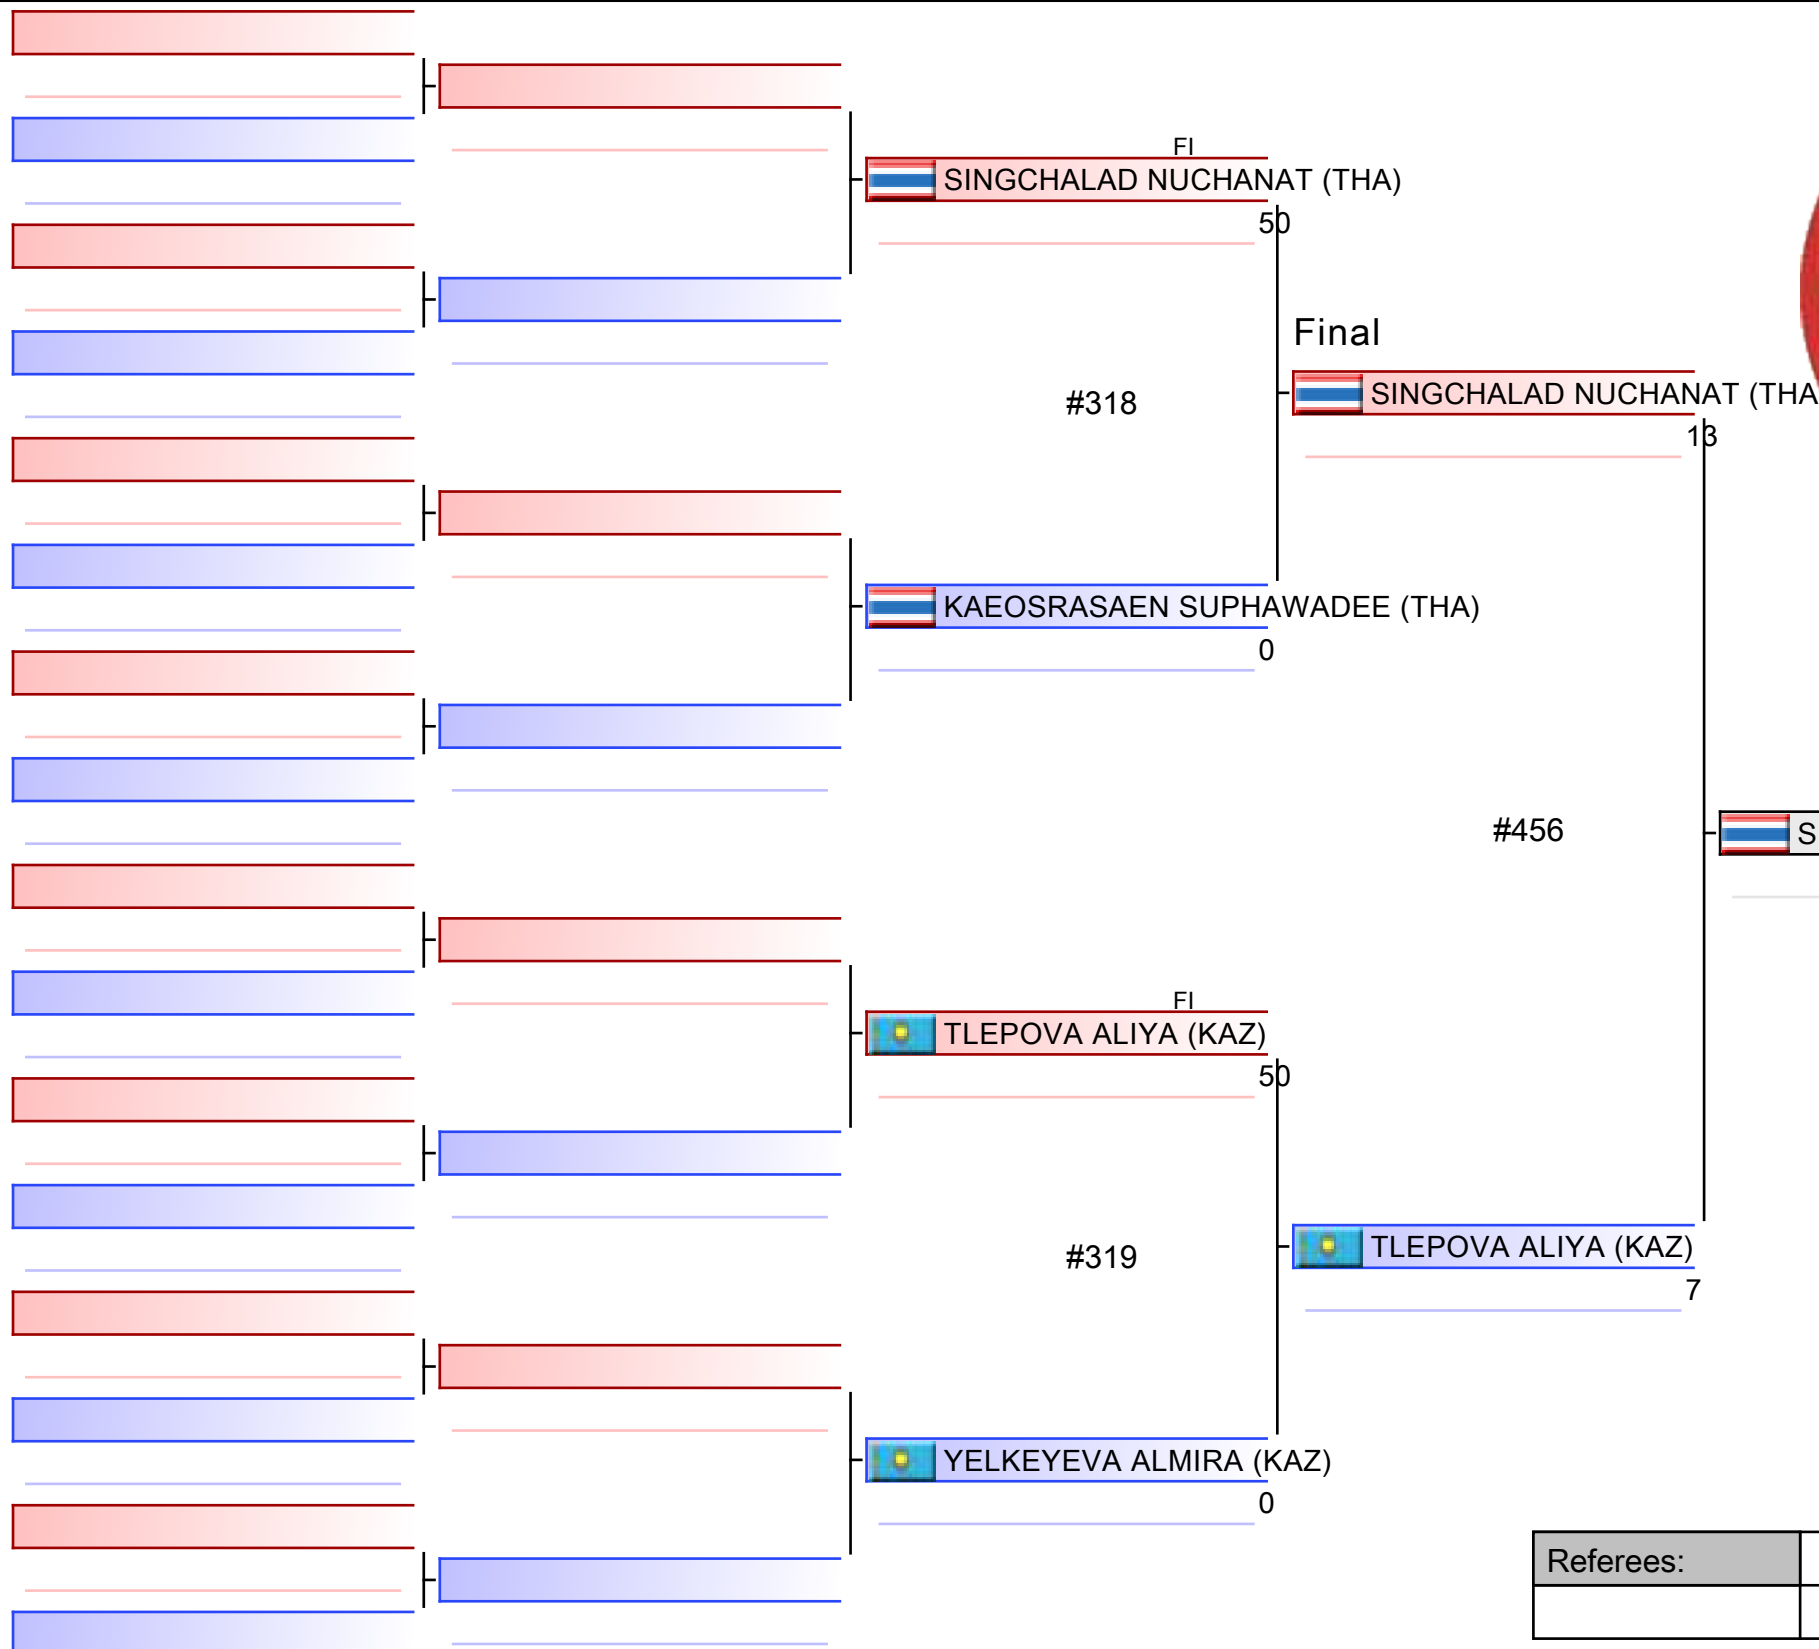 FI
SINGCHALAD NUCHANAT (THA)
50
Final
#318
SINGCHALAD NUCHANAT (THA
13
KAEOSRASAEN SUPHAWADEE (THA)
0
#456
S
FI
TLEPOVA ALIYA (KAZ)
50
#319
TLEPOVA ALIYA (KAZ)
7
YELKEYEVA ALMIRA (KAZ)
0
Referees: